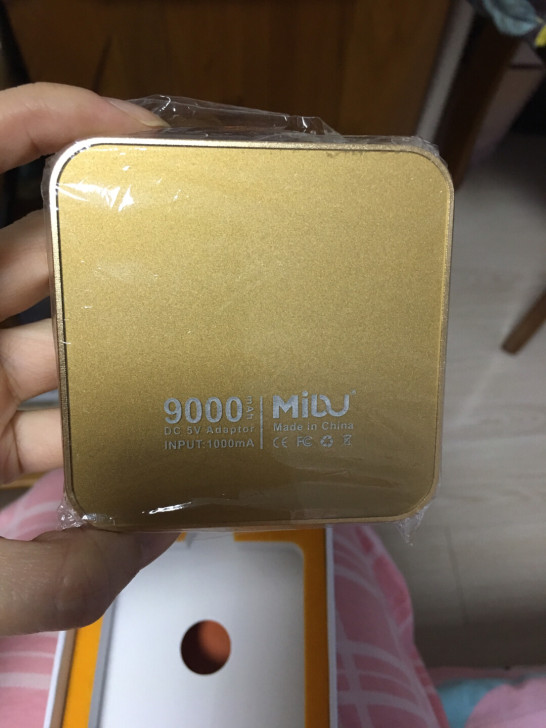 9000mAh
DC 5V Adaptor
INPUT:1000mA
MiLU
Made in China
CE FC